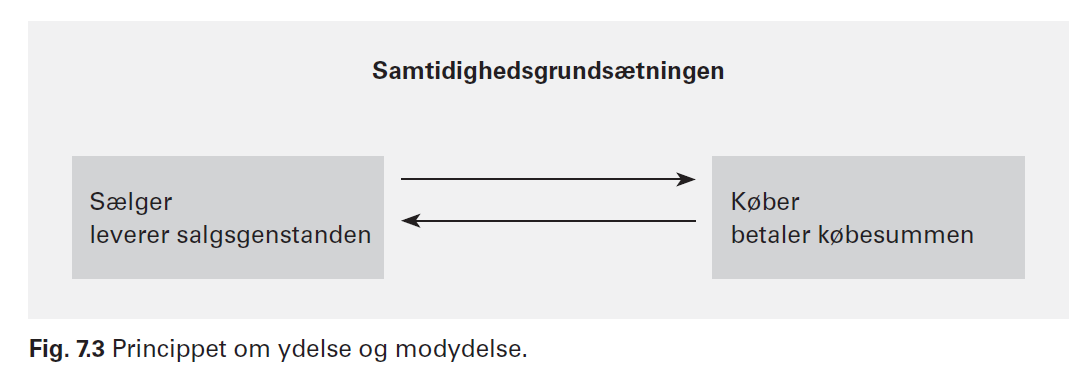 Samtidighedsgrundsætningen
Sælger
leverer salgsgenstanden
Køber
betaler købesummen
Fig. 7.3 Princippet om ydelse og modydelse.